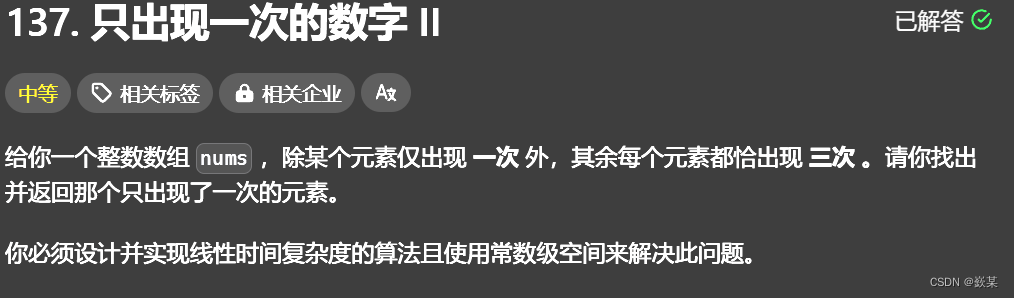 137. 只出现一次的数字 II
已解答
中等 相关标签 相关企业
给你一个整数数组 nums ，除某个元素仅出现 一次 外，其余每个元素都恰出现 三次 。请你找出
并返回那个只出现了一次的元素。
你必须设计并实现线性时间复杂度的算法且使用常数级空间来解决此问题。
CSDN @嵚某